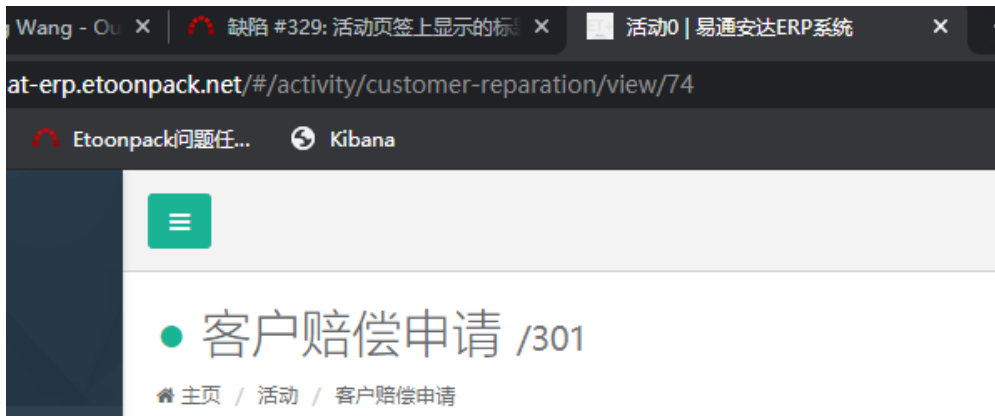 Wang - Ou 缺陷 #329: 活动页签上显示的标 活动0 | 易通安达ERP系统
at-erp.etoonpack.net/#/activity/customer-reparation/view/74
Etoonpack问题任... Kibana
客户赔偿申请 /301
主页 / 活动 / 客户赔偿申请